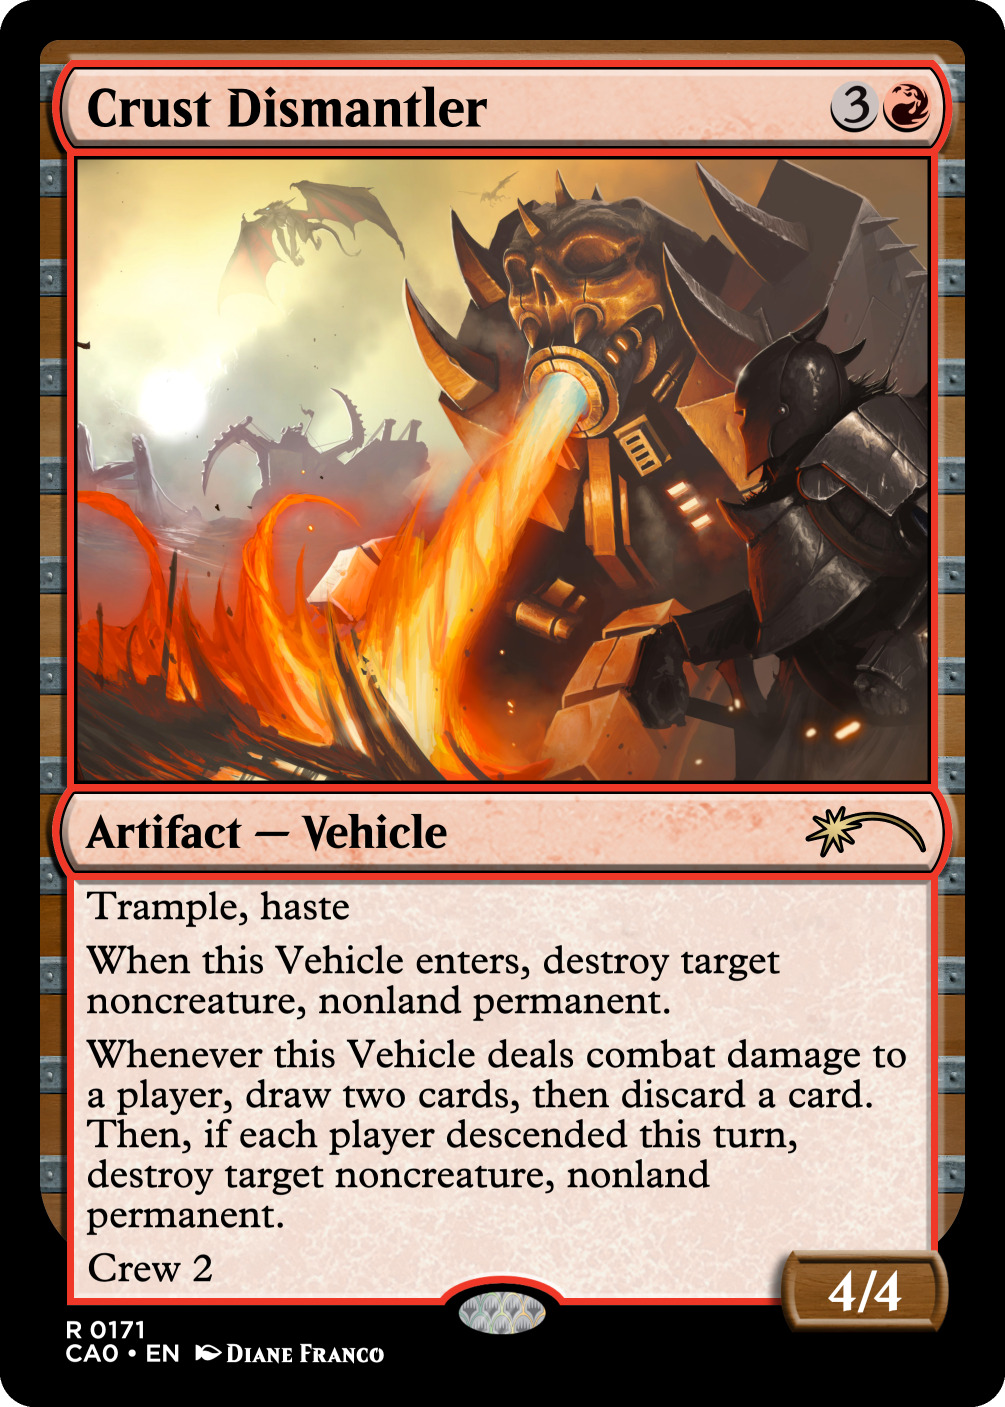 Crust Dismantler 3
Artifact — Vehicle
Trample, haste
When this Vehicle enters, destroy target
noncreature, nonland permanent.
Whenever this Vehicle deals combat damage to
a player, draw two cards, then discard a card.
Then, if each player descended this turn,
destroy target noncreature, nonland
permanent.
Crew 2
4/4
R 0171
CAO • EN DIANE FRANCO